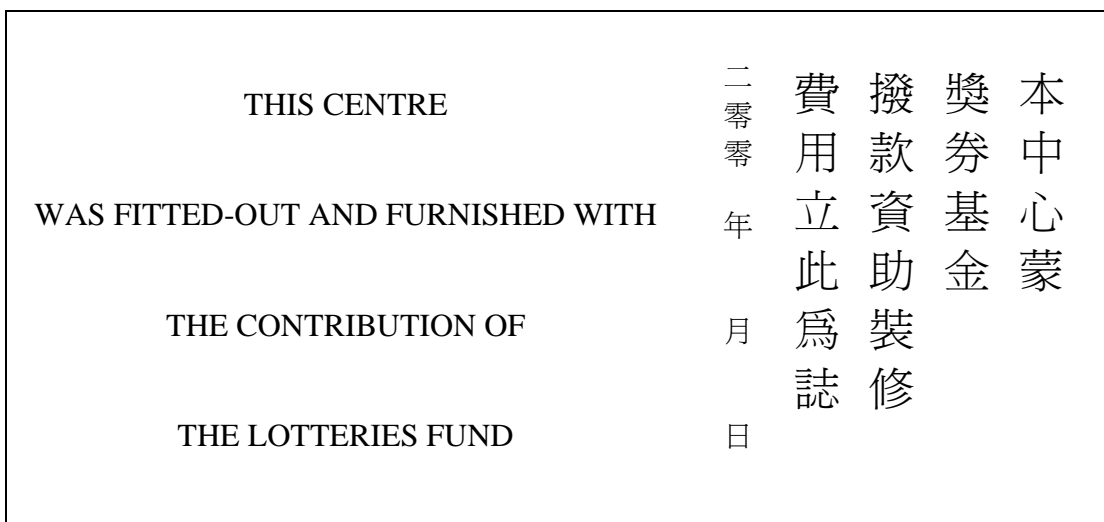 THIS CENTRE
WAS FITTED-OUT AND FURNISHED WITH
THE CONTRIBUTION OF
THE LOTTERIES FUND
本中心蒙
獎券基金
撥款資助裝修
費用立此爲誌
二零零 年 月 日